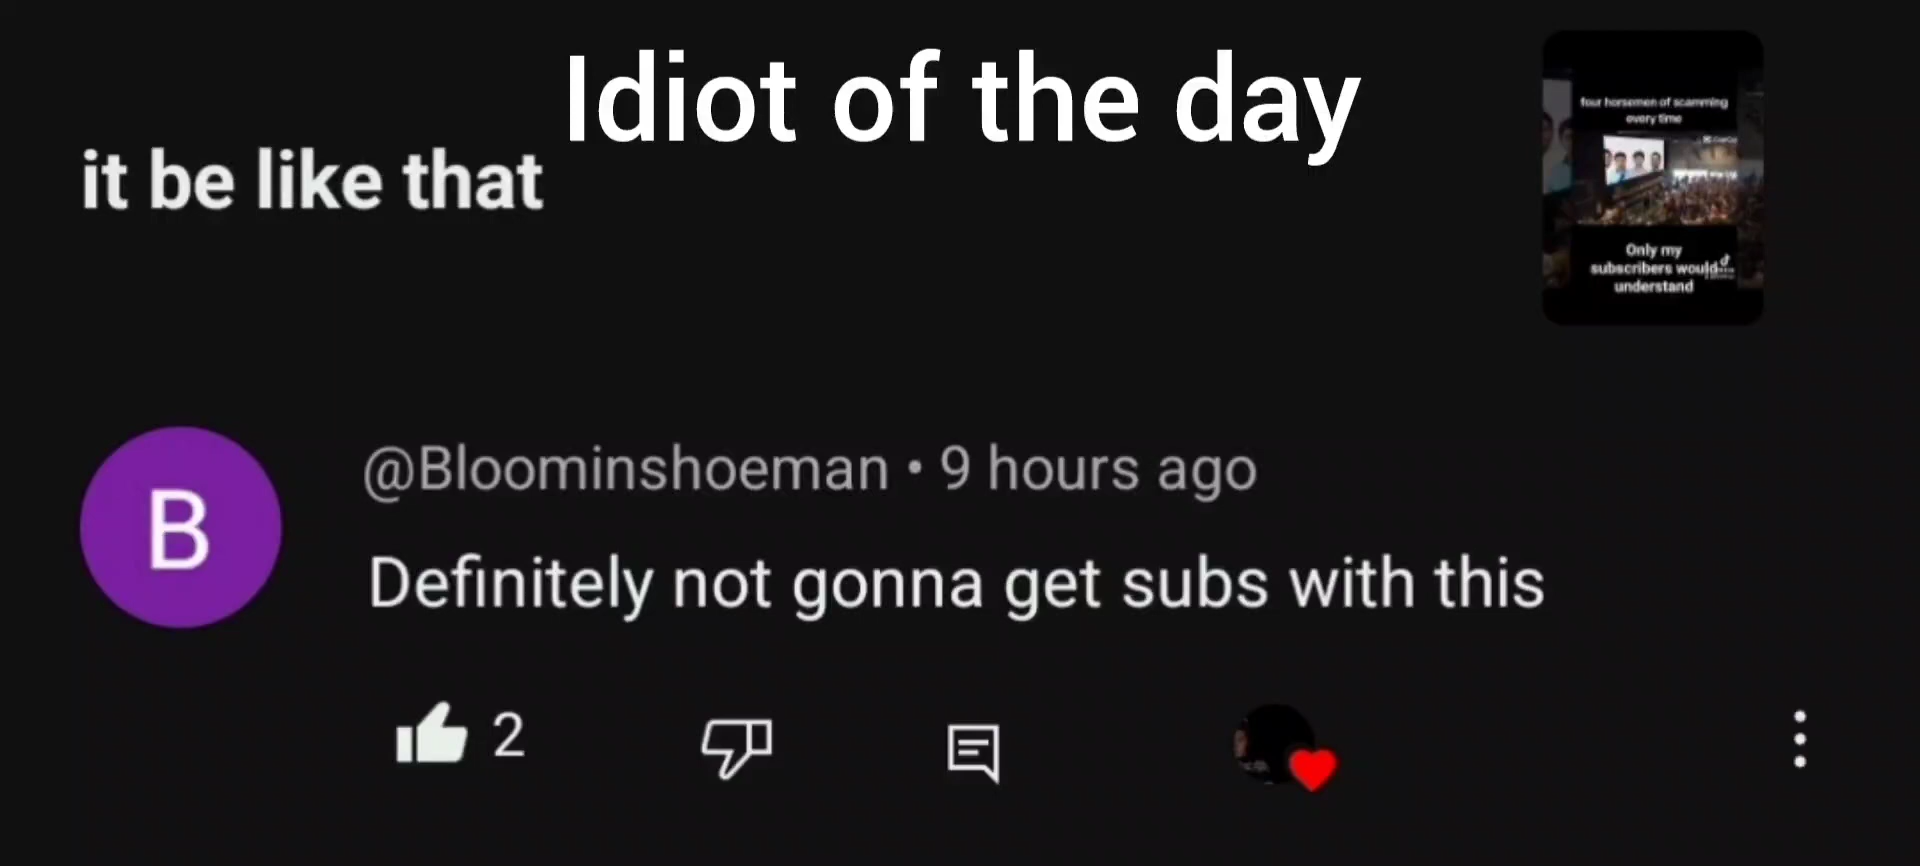 Idiot of the day
it be like that
four horsemen of scamming
every time
Only my
subscribers would
understand
B
@Bloominshoeman • 9 hours ago
Definitely not gonna get subs with this
2